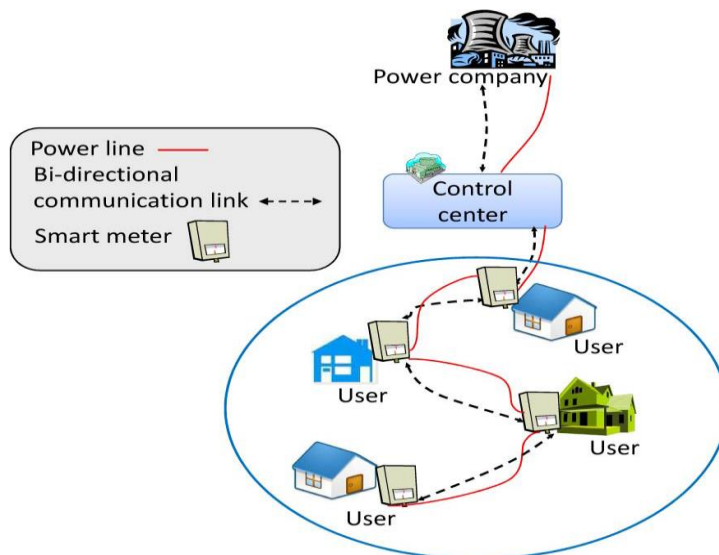 Power company
Power line
Bi-directional
communication link
Smart meter
Control
center
User
User
User
User